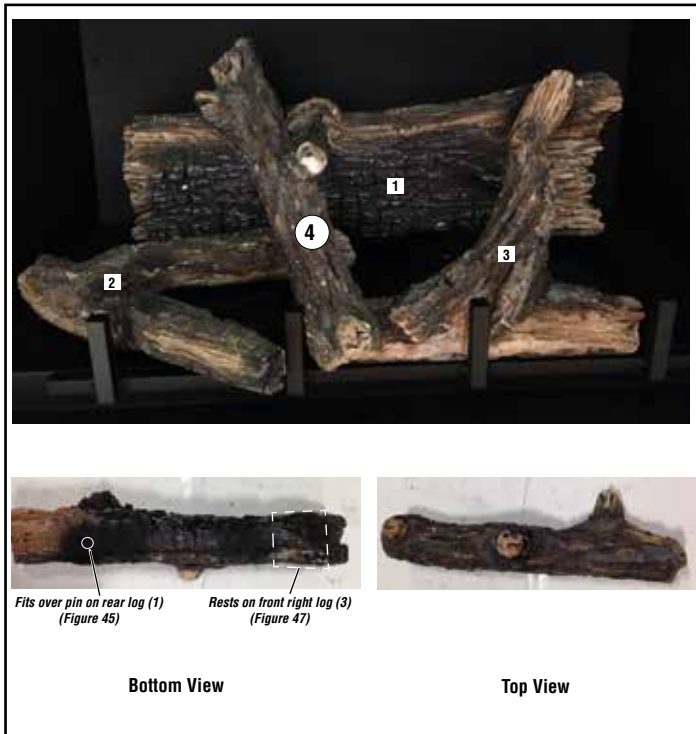 1
4
3
2
Fits over pin on rear log (1)
(Figure 45)
Rests on front right log (3)
(Figure 47)
Bottom View
Top View